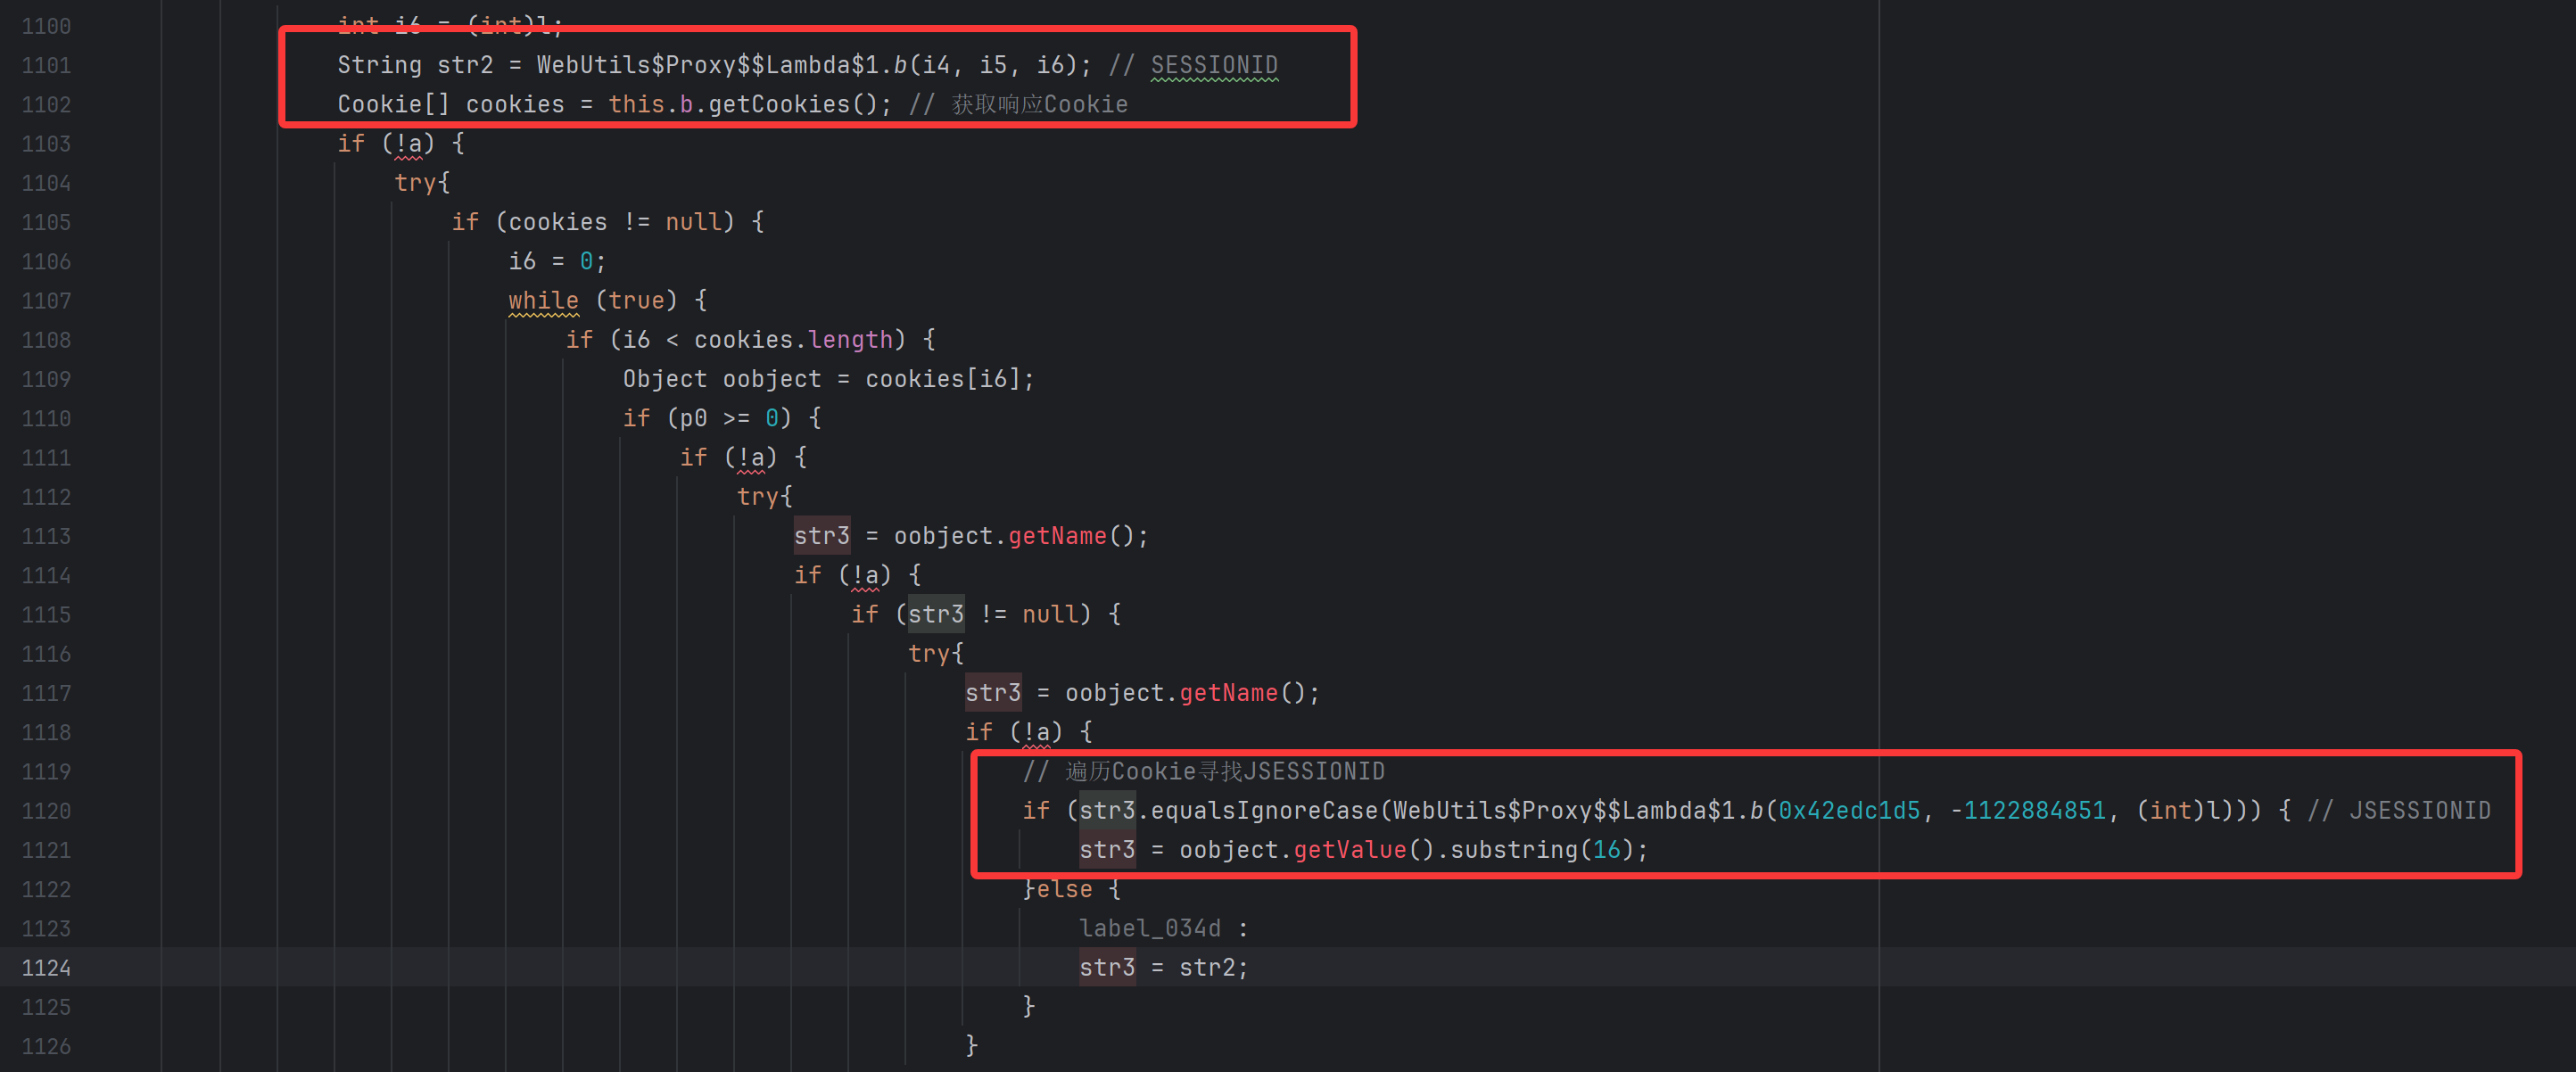 1100 int i6 = (int)l;
1101 String str2 = WebUtils$Proxy$$Lambda$1.b(i4, i5, i6); // SESSIONID
1102 Cookie[] cookies = this.b.getCookies(); // 获取响应Cookie
1103 if (!a) {
1104 try{
1105 if (cookies != null) {
1106 i6 = 0;
1107 while (true) {
1108 if (i6 < cookies.length) {
1109 Object oobject = cookies[i6];
1110 if (p0 >= 0) {
1111 if (!a) {
1112 try{
1113 str3 = oobject.getName();
1114 if (!a) {
1115 if (str3 != null) {
1116 try{
1117 str3 = oobject.getName();
1118 if (!a) {
1119 // 遍历Cookie寻找JSESSIONID
1120 if (str3.equalsIgnoreCase(WebUtils$Proxy$$Lambda$1.b(0x42edc1d5, -1122884851, (int)l))) { // JSESSIONID
1121 str3 = oobject.getValue().substring(16);
1122 }else {
1123 label_034d :
1124 str3 = str2;
1125 }
1126 }